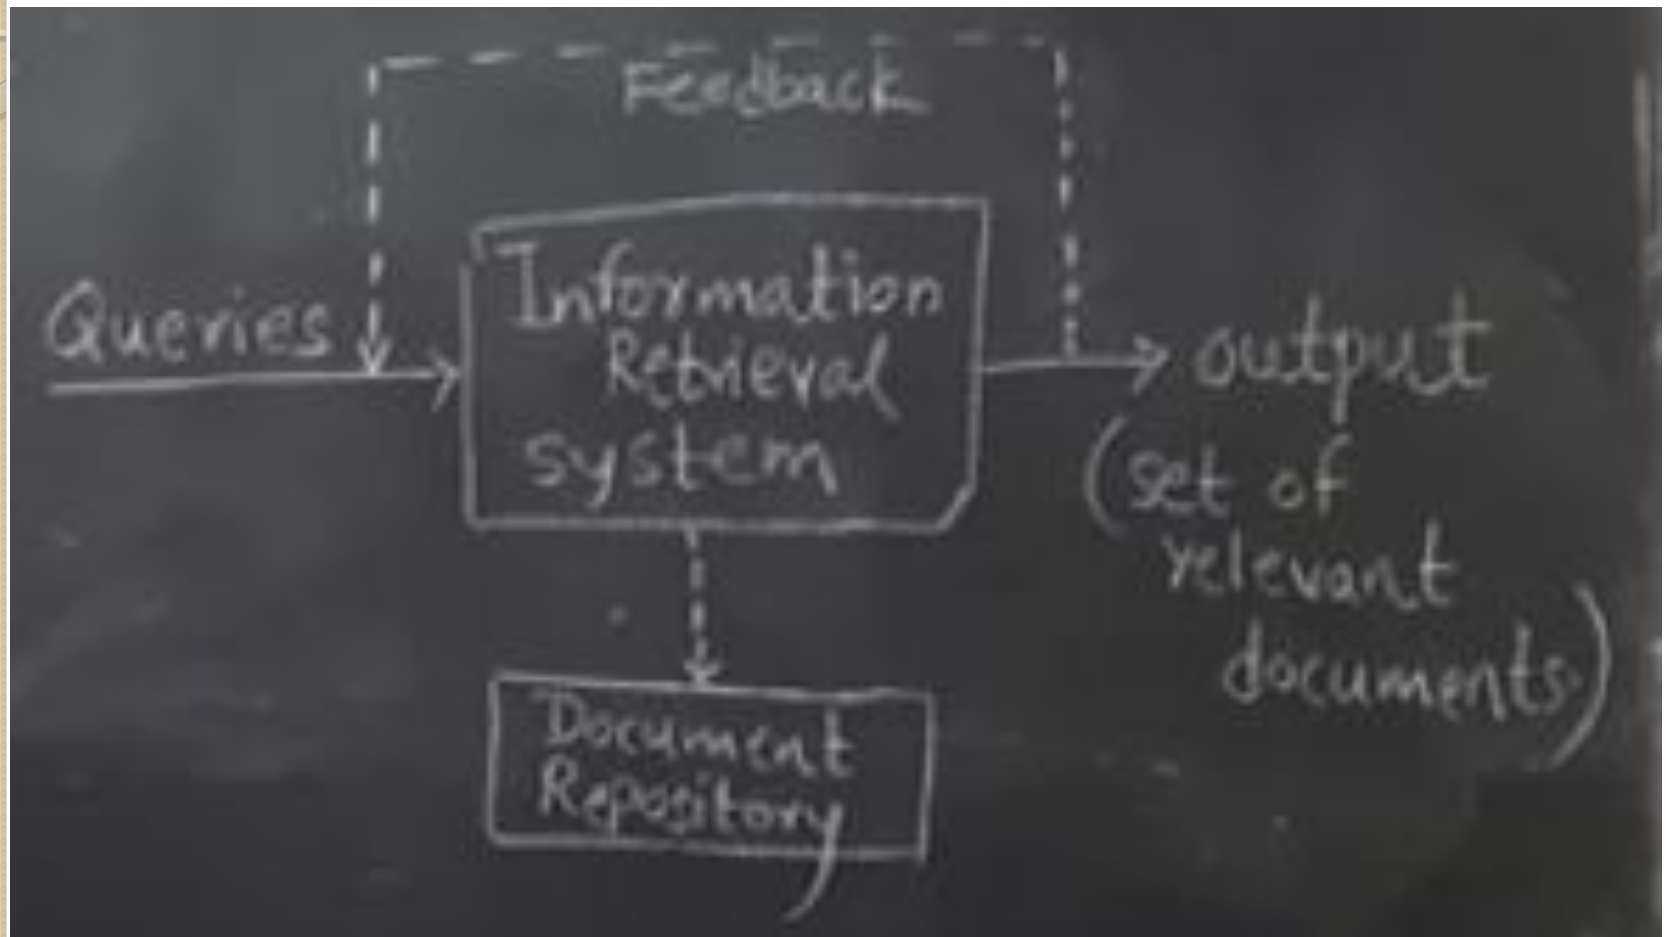 Feedback
Queries
Information
Retrieval
system
output
(set of
relevant
documents)
Document
Repository